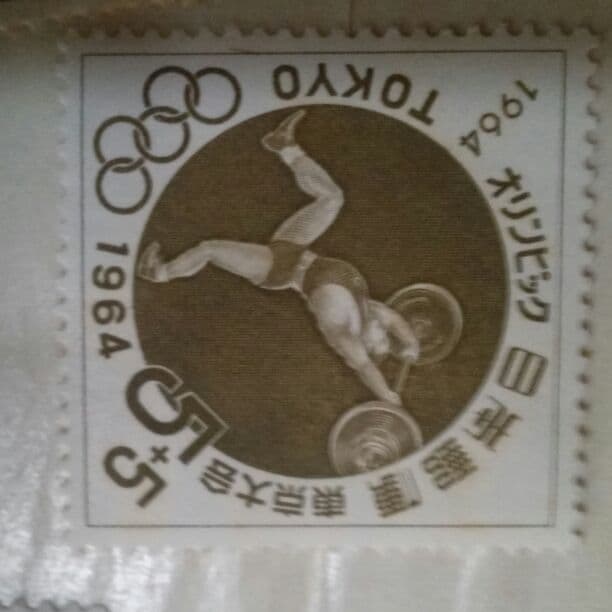 TOKYO
1964
オリンピック
日本郵便
東京大会
5+5
1964